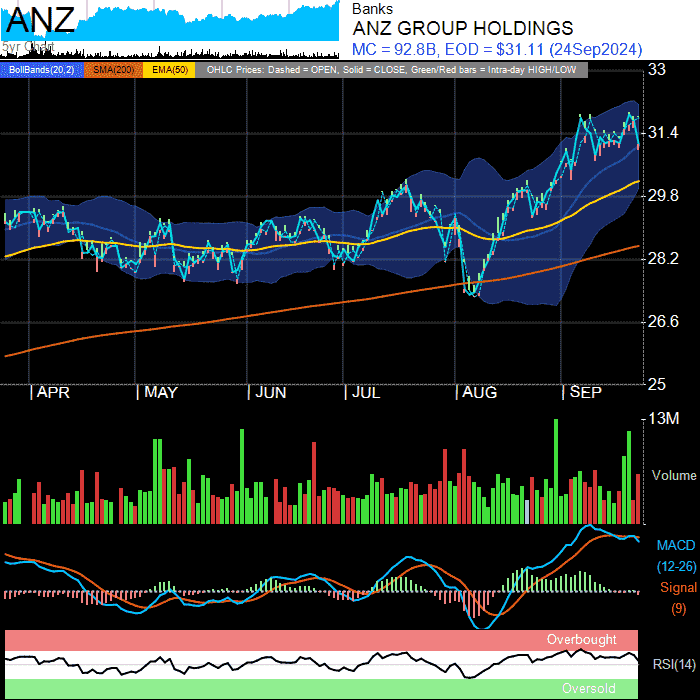 ANZ
5yr Chart
Banks
ANZ GROUP HOLDINGS
MC = 92.8B, EOD = $31.11 (24Sep2024)
BollBands(20,2) SMA(200) EMA(50) OHLC Prices: Dashed = OPEN, Solid = CLOSE, Green/Red bars = Intra-day HIGH/LOW
33
31.4
29.8
28.2
26.6
25
APR MAY JUN JUL AUG SEP
13M
Volume
MACD
(12-26)
Signal
(9)
Overbought
RSI(14)
Oversold